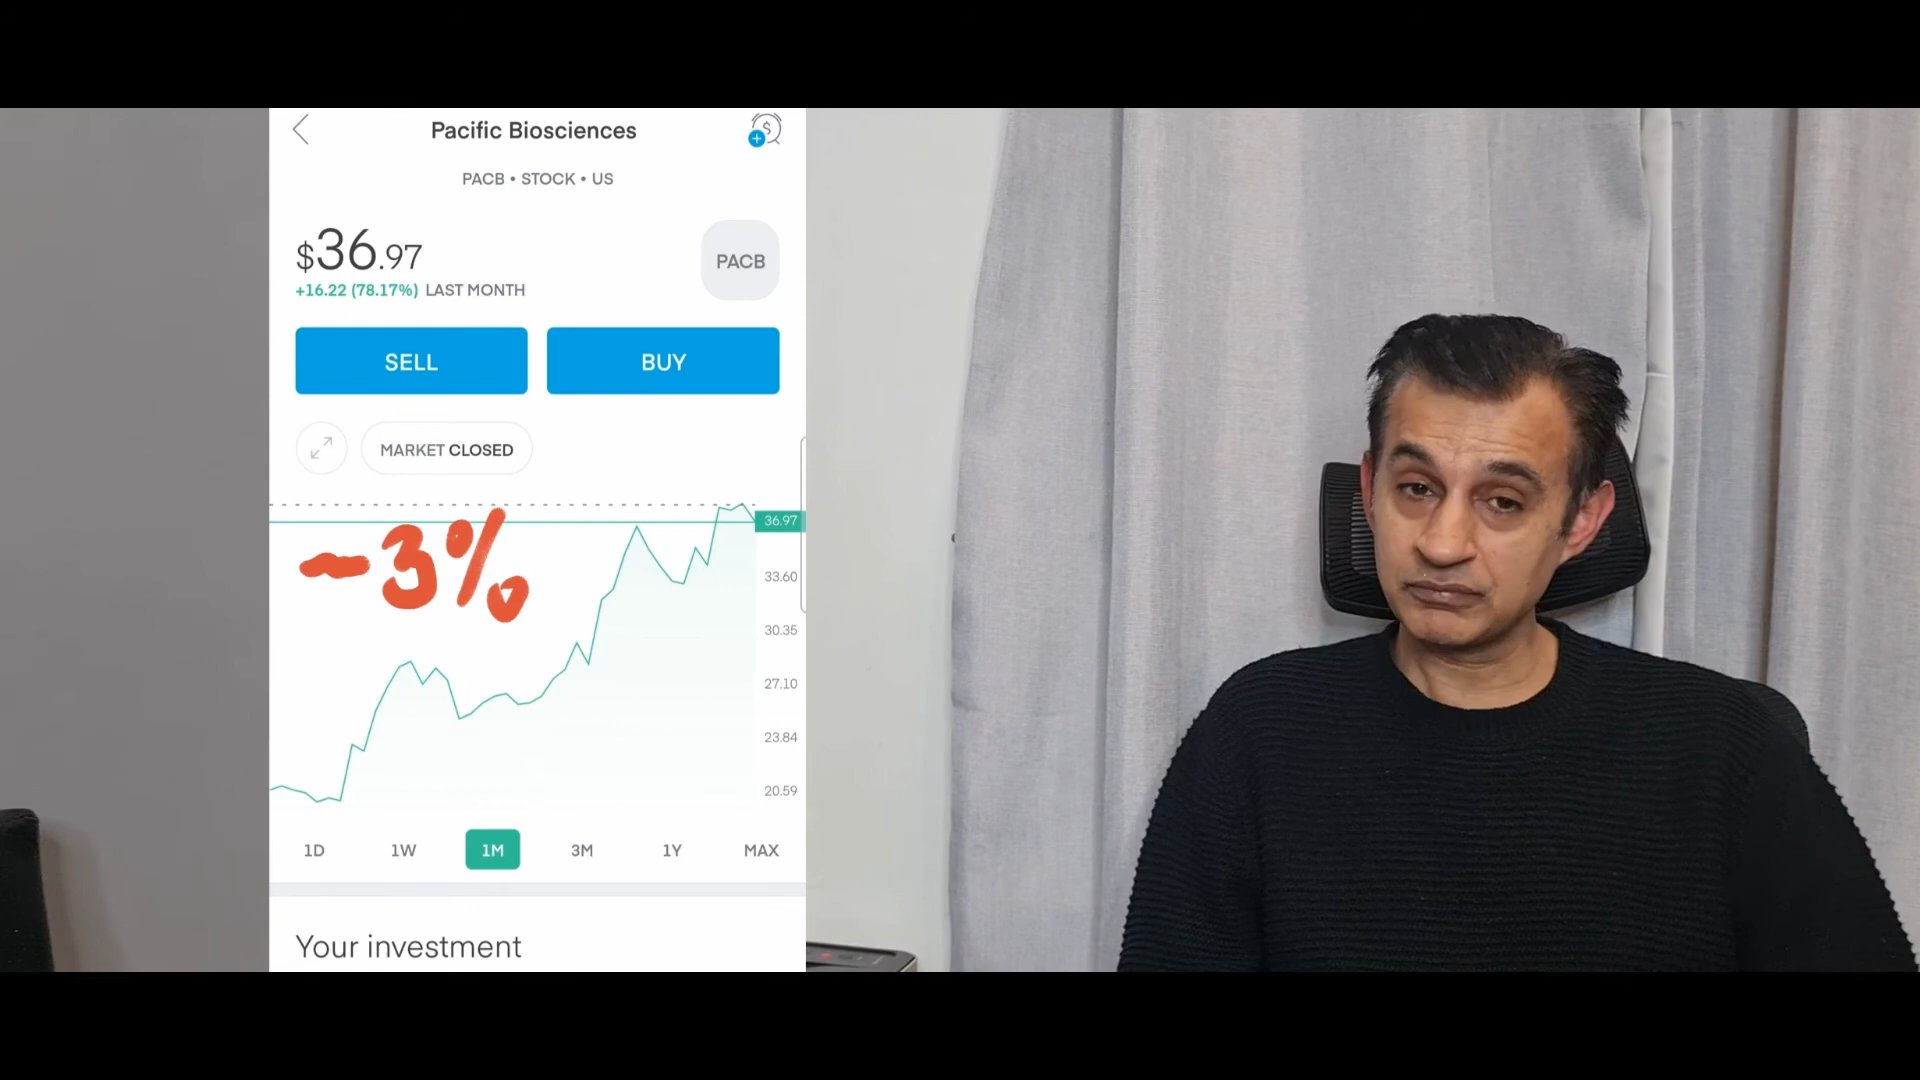 Pacific Biosciences
PACB • STOCK • US
$36.97
+16.22 (78.17%) LAST MONTH
PACB
SELL
BUY
MARKET CLOSED
36.97
-3%
33.60
30.35
27.10
23.84
20.59
1D
1W
1M
3M
1Y
MAX
Your investment